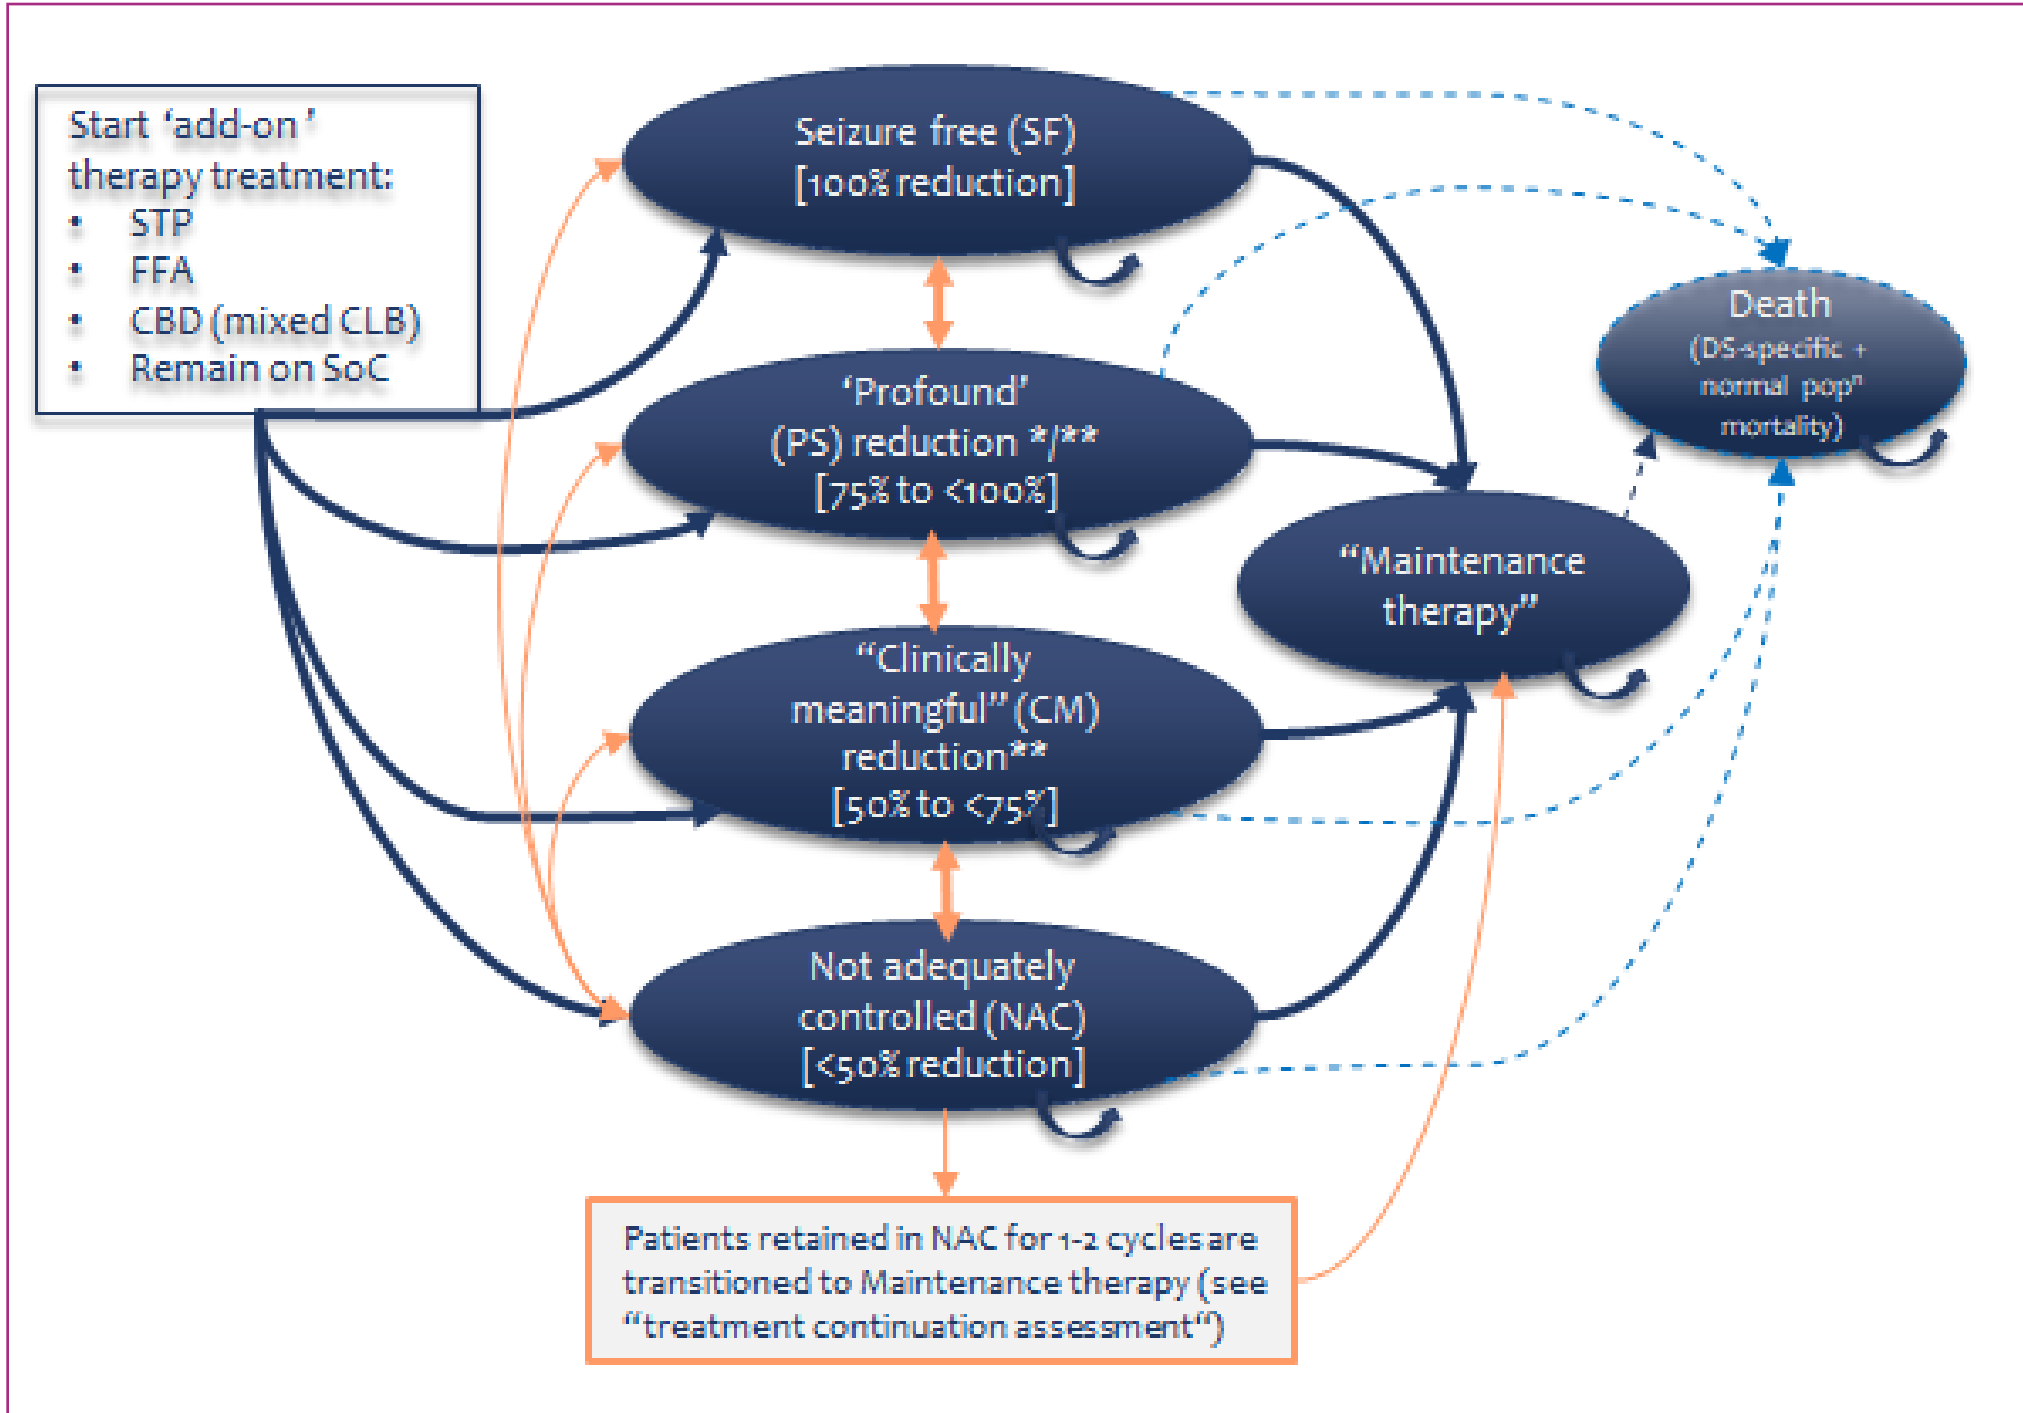 Start ‘add-on ’
therapy treatment:
• STP
• FFA
• CBD (mixed CLB)
• Remain on SoC
Seizure free (SF)
[100% reduction]
‘Profound’
(PS) reduction */**
[75% to <100%]
“Clinically
meaningful” (CM)
reduction**
[50% to <75%]
Not adequately
controlled (NAC)
[<50% reduction]
“Maintenance
therapy”
Death
(DS-specific +
normal popⁿ
mortality)
Patients retained in NAC for 1-2 cycles are
transitioned to Maintenance therapy (see
“treatment continuation assessment“)